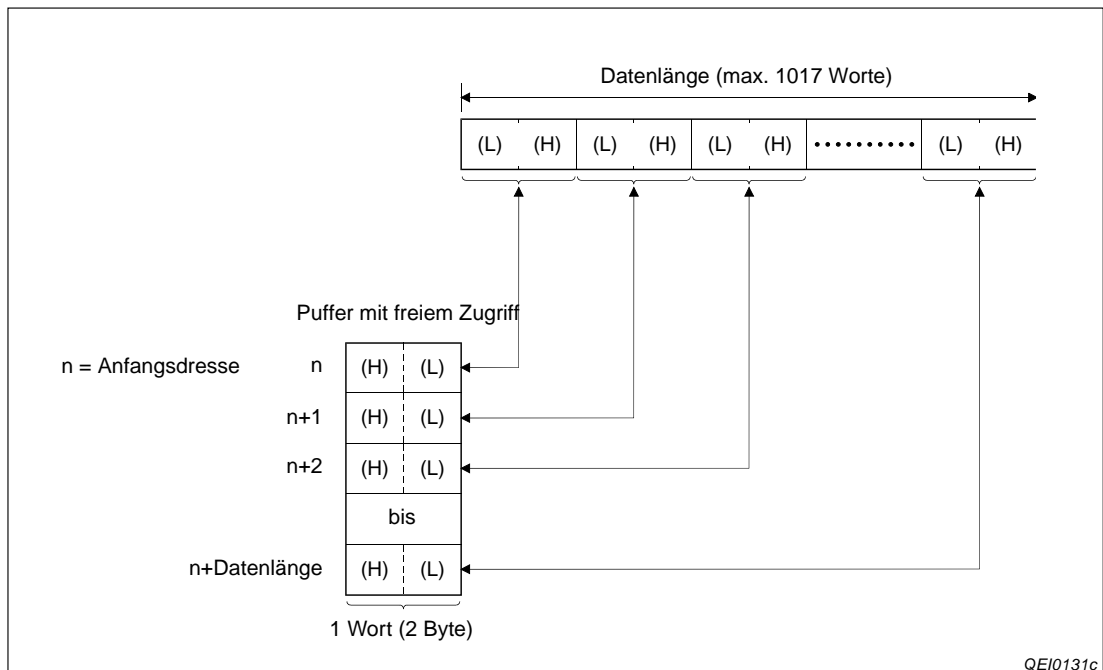 Datenlänge (max. 1017 Worte)
(L) (H) (L) (H) (L) (H) (L) (H)
Puffer mit freiem Zugriff
n = Anfangsdresse n (H) (L)
n+1 (H) (L)
n+2 (H) (L)
bis
n+Datenlänge (H) (L)
1 Wort (2 Byte)
QEI0131c